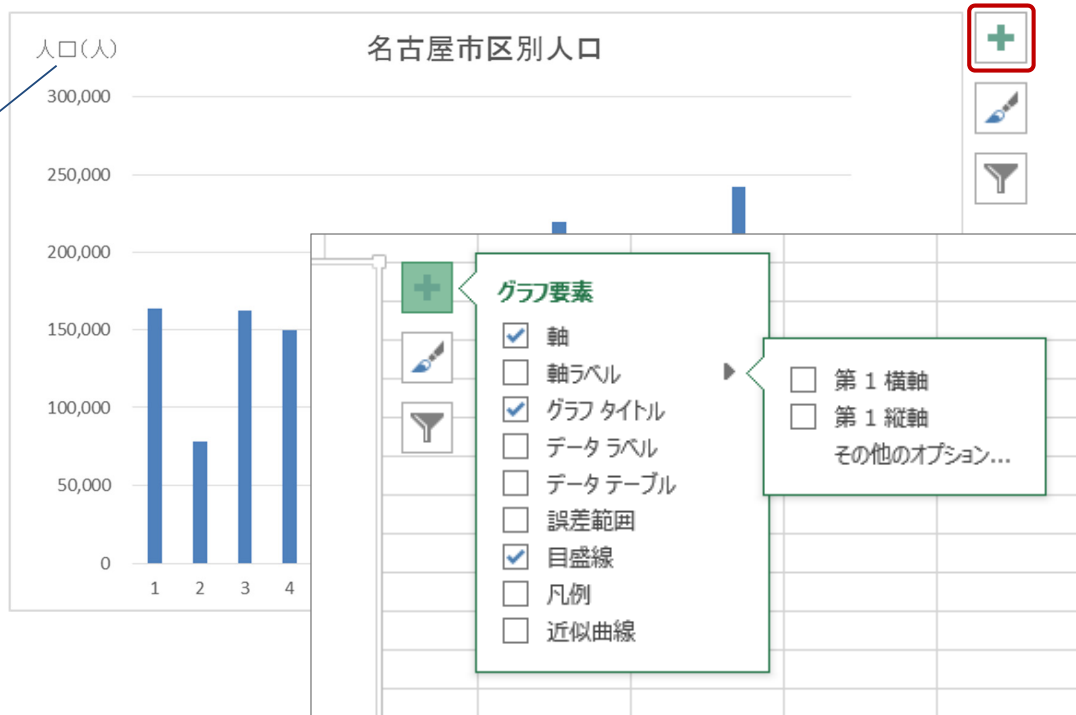 人口(人)
名古屋市区別人口
300,000
250,000
200,000
150,000
100,000
50,000
0
1 2 3 4
グラフ要素
軸
軸ラベル
グラフ タイトル
データ ラベル
データ テーブル
誤差範囲
目盛線
凡例
近似曲線
第 1 横軸
第 1 縦軸
その他のオプション...